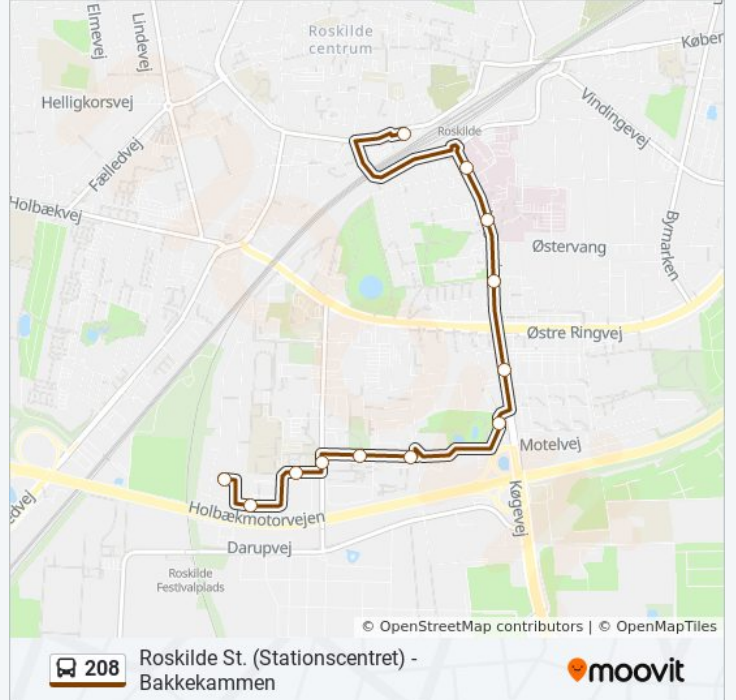 Elmevej
Lindevej
Roskilde
centrum
Køber
Helligkorsvej
Vindingevej
Roskilde
Fælledvej
Holbækvej
Bymarken
Østervang
Østre Ringvej
Motelvej
Køgevej
edvej
Holbækmotorvejen
Darupvej
Roskilde
Festivalplads
© OpenStreetMap contributors | © OpenMapTiles
208
Roskilde St. (Stationscentret) -
Bakkekammen
moovit